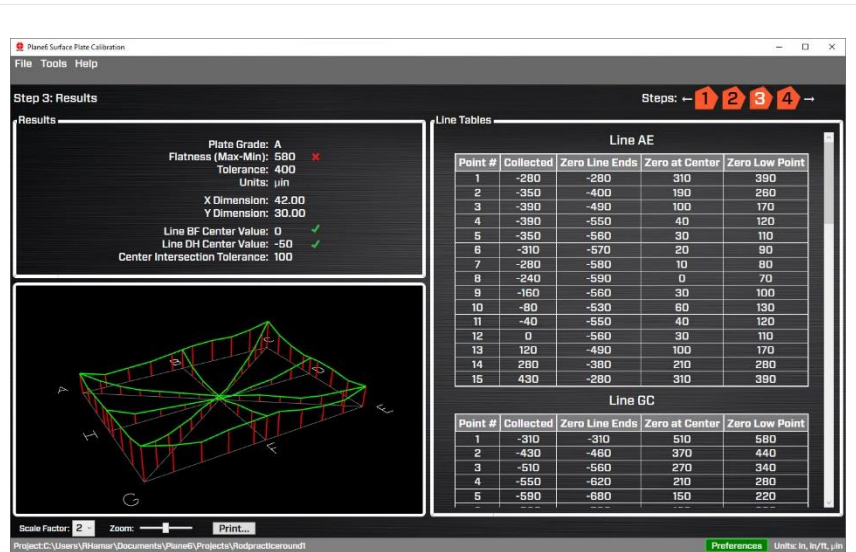 Plane6 Surface Plate Calibration
File Tools Help
Step 3: Results
Steps: ← 1 2 3 4 →
Results
Plate Grade: A
Flatness (Max-Min): 580
Tolerance: 400
Units: µin
X Dimension: 42.00
Y Dimension: 30.00
Line BF Center Value: 0
Line DH Center Value: -50
Center Intersection Tolerance: 100
A
B
C
D
E
F
G
H
Scale Factor: 2 Zoom: Print...
Line Tables
Line AE
Point # Collected Zero Line Ends Zero at Center Zero Low Point
1 -280 -280 310 390
2 -350 -400 190 260
3 -390 -490 100 170
4 -390 -550 40 120
5 -350 -560 30 110
6 -310 -570 20 90
7 -280 -580 10 80
8 -240 -590 0 70
9 -160 -560 30 100
10 -80 -530 60 130
11 -40 -550 40 120
12 0 -560 30 110
13 120 -490 100 170
14 280 -380 210 280
15 430 -280 310 390
Line GC
Point # Collected Zero Line Ends Zero at Center Zero Low Point
1 -310 -310 510 580
2 -430 -460 370 440
3 -510 -560 270 340
4 -550 -620 210 280
5 -590 -680 150 220
Project:C:\Users\RHamar\Documents\Plane6\Projects\Rodpracticeround1
Preferences Units: In, In/ft, µin